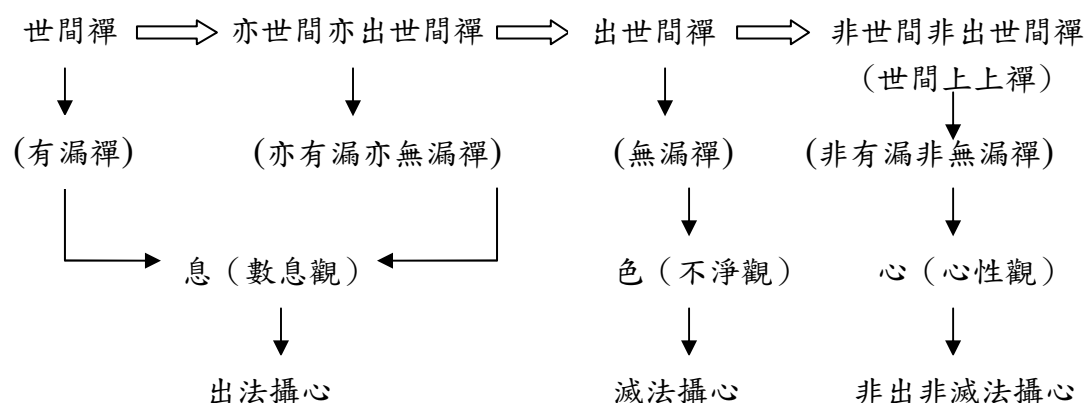 世間禪 亦世間亦出世間禪 出世間禪 非世間非出世間禪
(世間上上禪)
(有漏禪) (亦有漏亦無漏禪) (無漏禪) (非有漏非無漏禪)
息(數息觀) 色(不淨觀) 心(心性觀)
出法攝心 滅法攝心 非出非滅法攝心